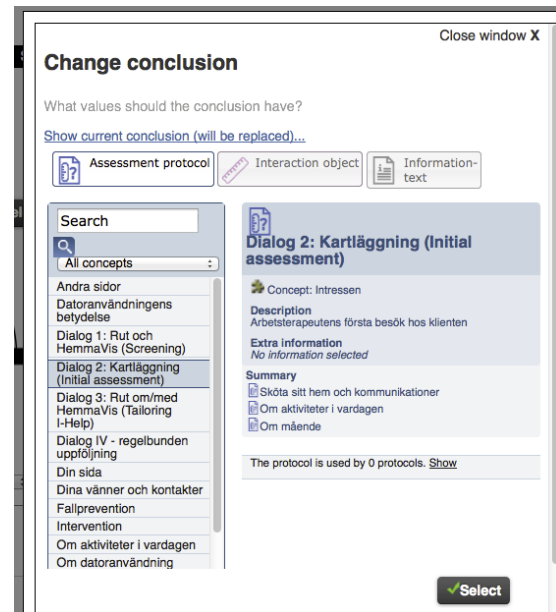 Close window X
Change conclusion
What values should the conclusion have?
Show current conclusion (will be replaced)...
Assessment protocol
Interaction object
Information-
text
Search
All concepts
Andra sidor
Datoranvändningens
betydelse
Dialog 1: Rut och
HemmaVis (Screening)
Dialog 2: Kartläggning
(Initial assessment)
Dialog 3: Rut om/med
HemmaVis (Tailoring
I-Help)
Dialog IV - regelbunden
uppföljning
Din sida
Dina vänner och kontakter
Fallprevention
Intervention
Om aktiviteter i vardagen
Om datoranvändning
Dialog 2: Kartläggning (Initial
assessment)
Concept: Intressen
Description
Arbetsterapeutens första besök hos klienten
Extra information
No information selected
Summary
Sköta sitt hem och kommunikationer
Om aktiviteter i vardagen
Om mående
The protocol is used by 0 protocols. Show
Select